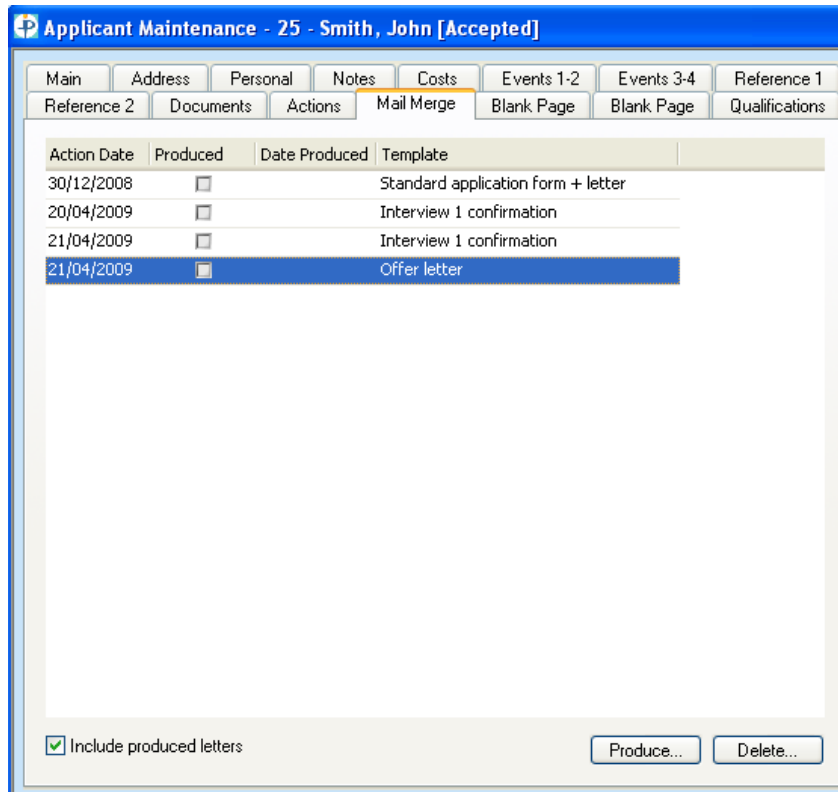 Applicant Maintenance - 25 - Smith, John [Accepted]
Main Address Personal Notes Costs Events 1-2 Events 3-4 Reference 1
Reference 2 Documents Actions Mail Merge Blank Page Blank Page Qualifications
Action Date Produced Date Produced Template
30/12/2008 Standard application form + letter
20/04/2009 Interview 1 confirmation
21/04/2009 Interview 1 confirmation
21/04/2009 Offer letter
Include produced letters Produce... Delete...